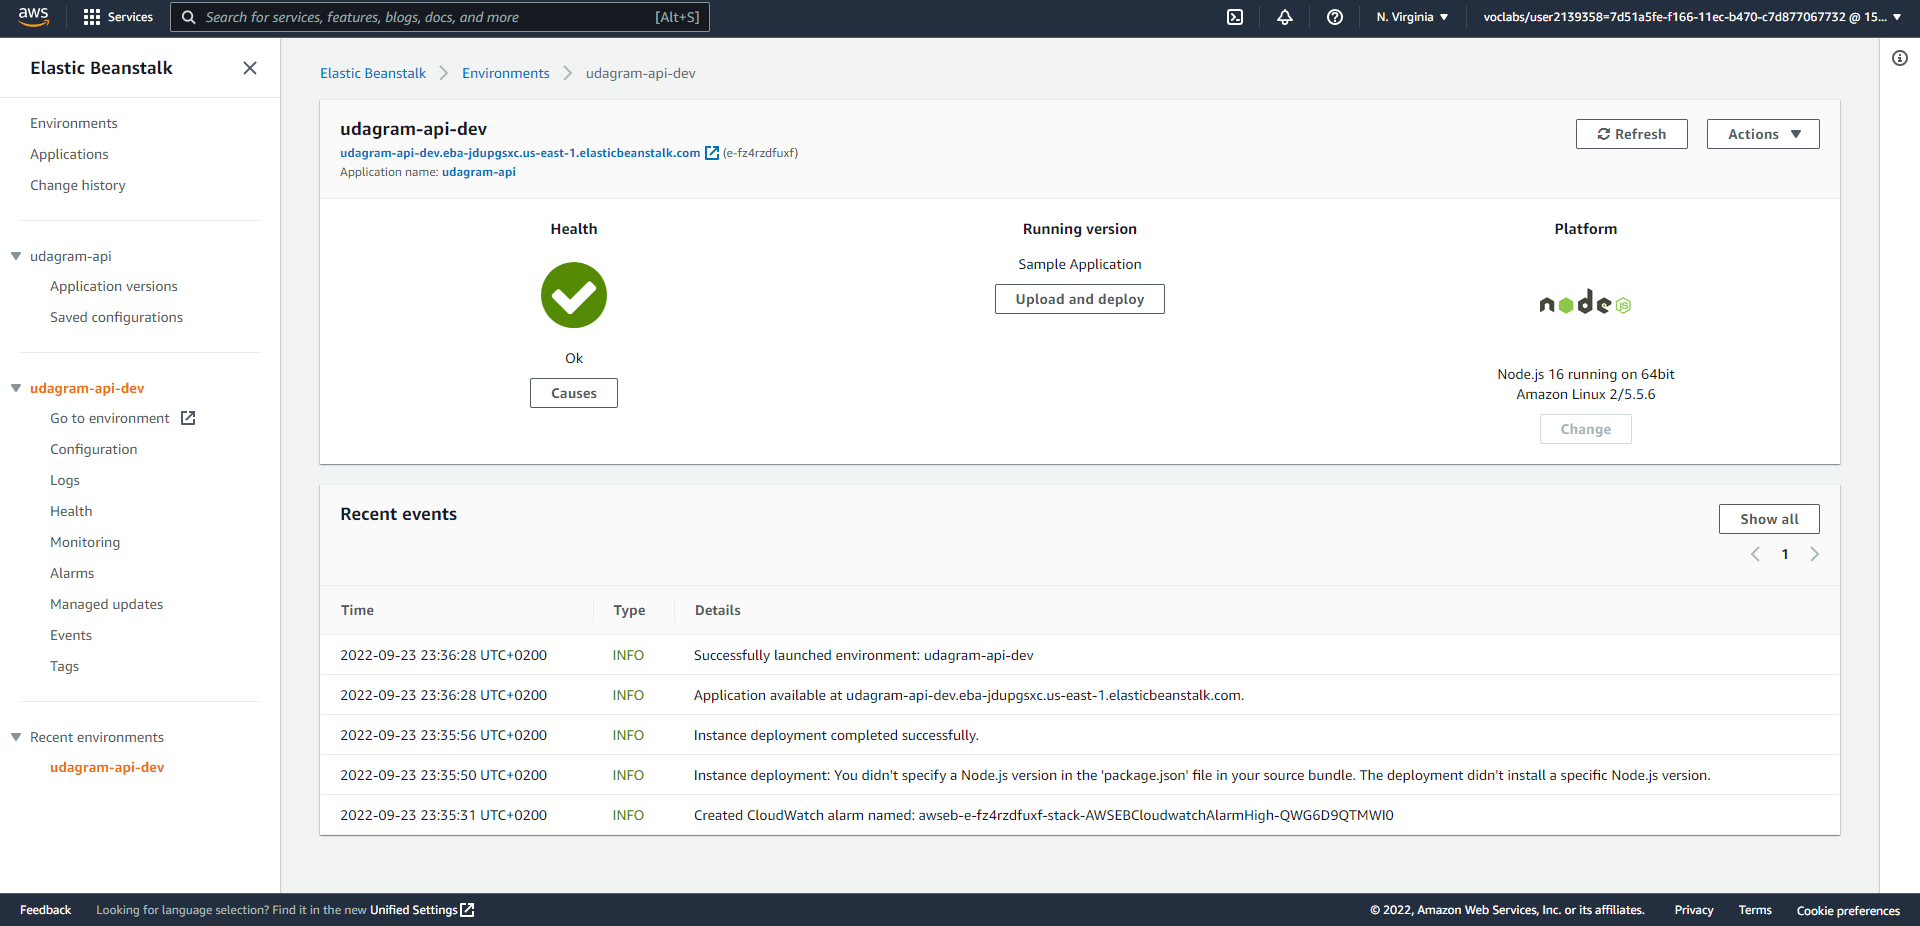 aws
Services
Search for services, features, blogs, docs, and more
[Alt+S]
N. Virginia
voclabs/user2139358=7d51a5fe-f166-11ec-b470-c7d877067732 @ 15...
Elastic Beanstalk
Environments
Applications
Change history
udagram-api
Application versions
Saved configurations
udagram-api-dev
Go to environment
Configuration
Logs
Health
Monitoring
Alarms
Managed updates
Events
Tags
Recent environments
udagram-api-dev
Elastic Beanstalk
Environments
udagram-api-dev
udagram-api-dev
udagram-api-dev.eba-jdupgsxc.us-east-1.elasticbeanstalk.com (e-fz4rzdfuxf)
Application name: udagram-api
Refresh
Actions
Health
Ok
Causes
Running version
Sample Application
Upload and deploy
Platform
node JS
Node.js 16 running on 64bit
Amazon Linux 2/5.5.6
Change
Recent events
Show all
1
Time Type Details
2022-09-23 23:36:28 UTC+0200 INFO Successfully launched environment: udagram-api-dev
2022-09-23 23:36:28 UTC+0200 INFO Application available at udagram-api-dev.eba-jdupgsxc.us-east-1.elasticbeanstalk.com.
2022-09-23 23:35:56 UTC+0200 INFO Instance deployment completed successfully.
2022-09-23 23:35:50 UTC+0200 INFO Instance deployment: You didn't specify a Node.js version in the 'package.json' file in your source bundle. The deployment didn't install a specific Node.js version.
2022-09-23 23:35:31 UTC+0200 INFO Created CloudWatch alarm named: awseb-e-fz4rzdfuxf-stack-AWSEBCloudwatchAlarmHigh-QWG6D9QTMWI0
Feedback
Looking for language selection? Find it in the new Unified Settings
© 2022, Amazon Web Services, Inc. or its affiliates.
Privacy
Terms
Cookie preferences